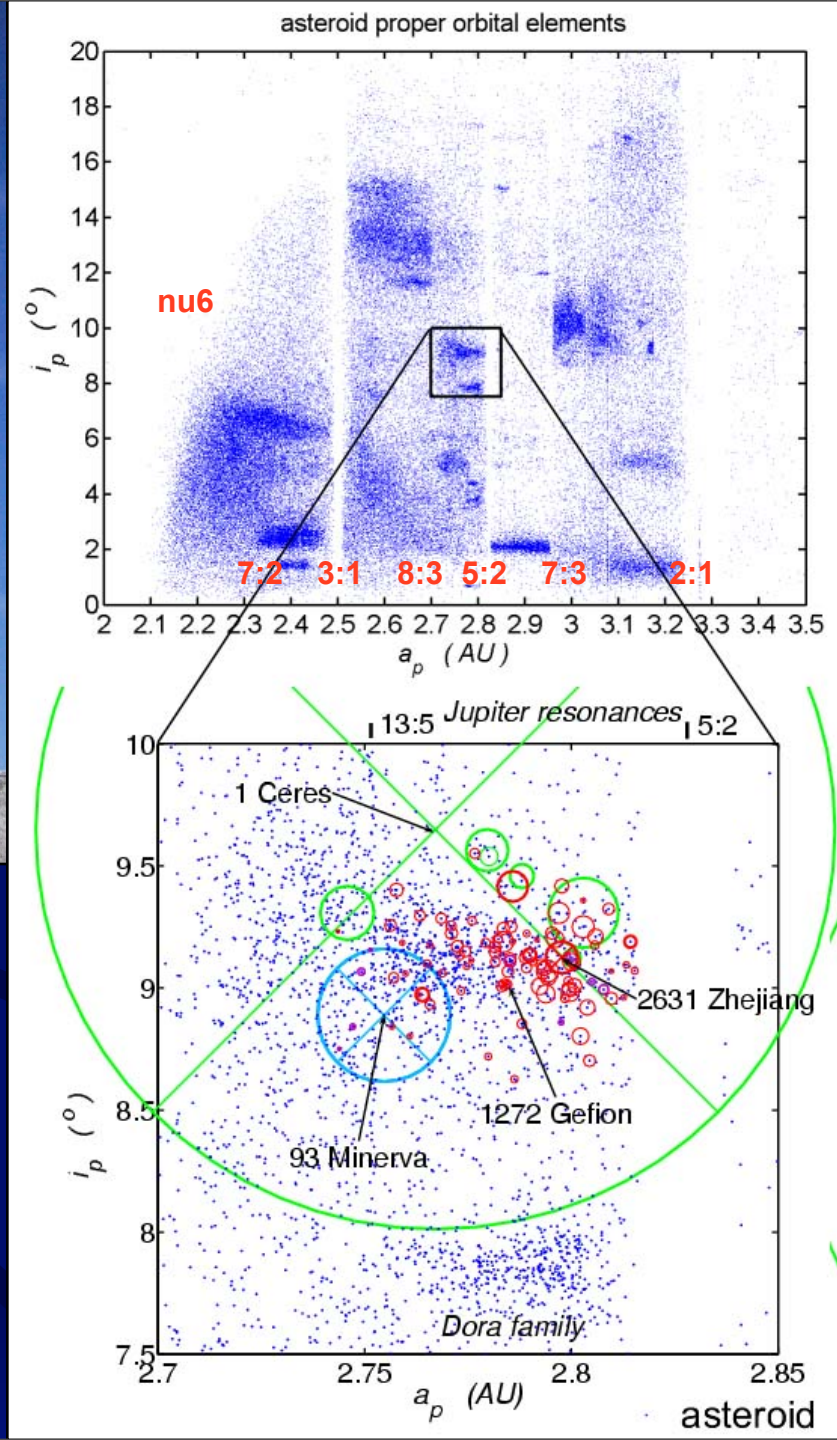 asteroid proper orbital elements
20
18
16
14
12
nu6
10
8
6
4
2
0
i_p (°)
7:2 3:1 8:3 5:2 7:3 2:1
2 2.1 2.2 2.3 2.4 2.5 2.6 2.7 2.8 2.9 3 3.1 3.2 3.3 3.4 3.5
a_p (AU)
13:5 Jupiter resonances 5:2
10
1 Ceres
9.5
9
2631 Zhejiang
8.5
1272 Gefion
i_p (°)
93 Minerva
8
Dora family
7.5
2.7 2.75 2.8 2.85
a_p (AU)
asteroid